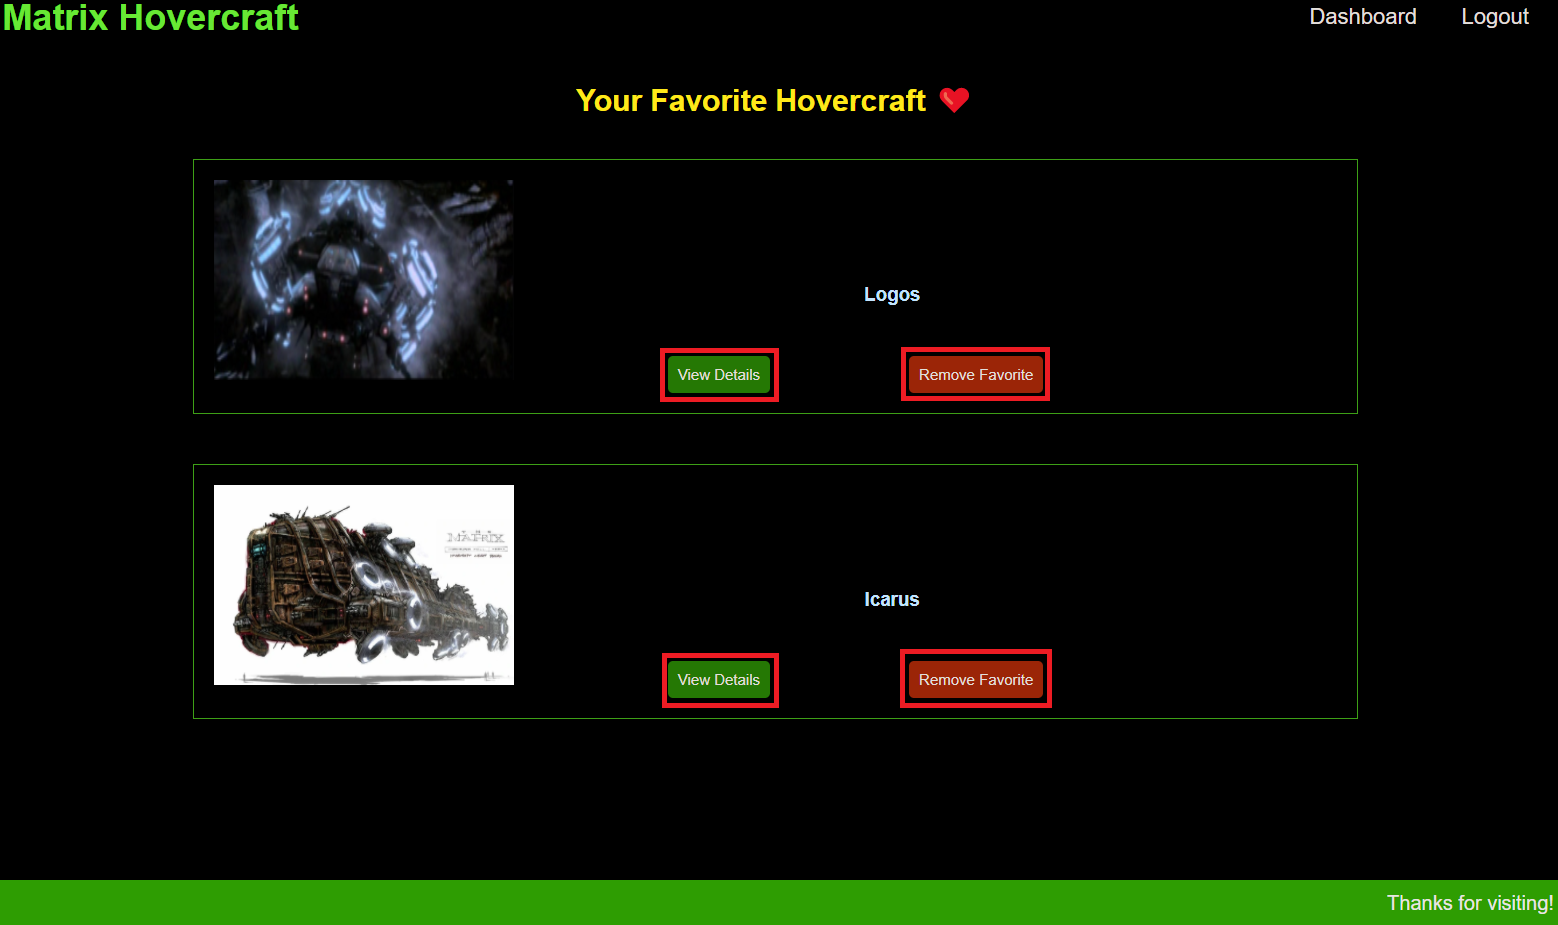 Matrix Hovercraft
Dashboard Logout
Your Favorite Hovercraft ❤
Logos
View Details Remove Favorite
MATRIX
Icarus
View Details Remove Favorite
Thanks for visiting!